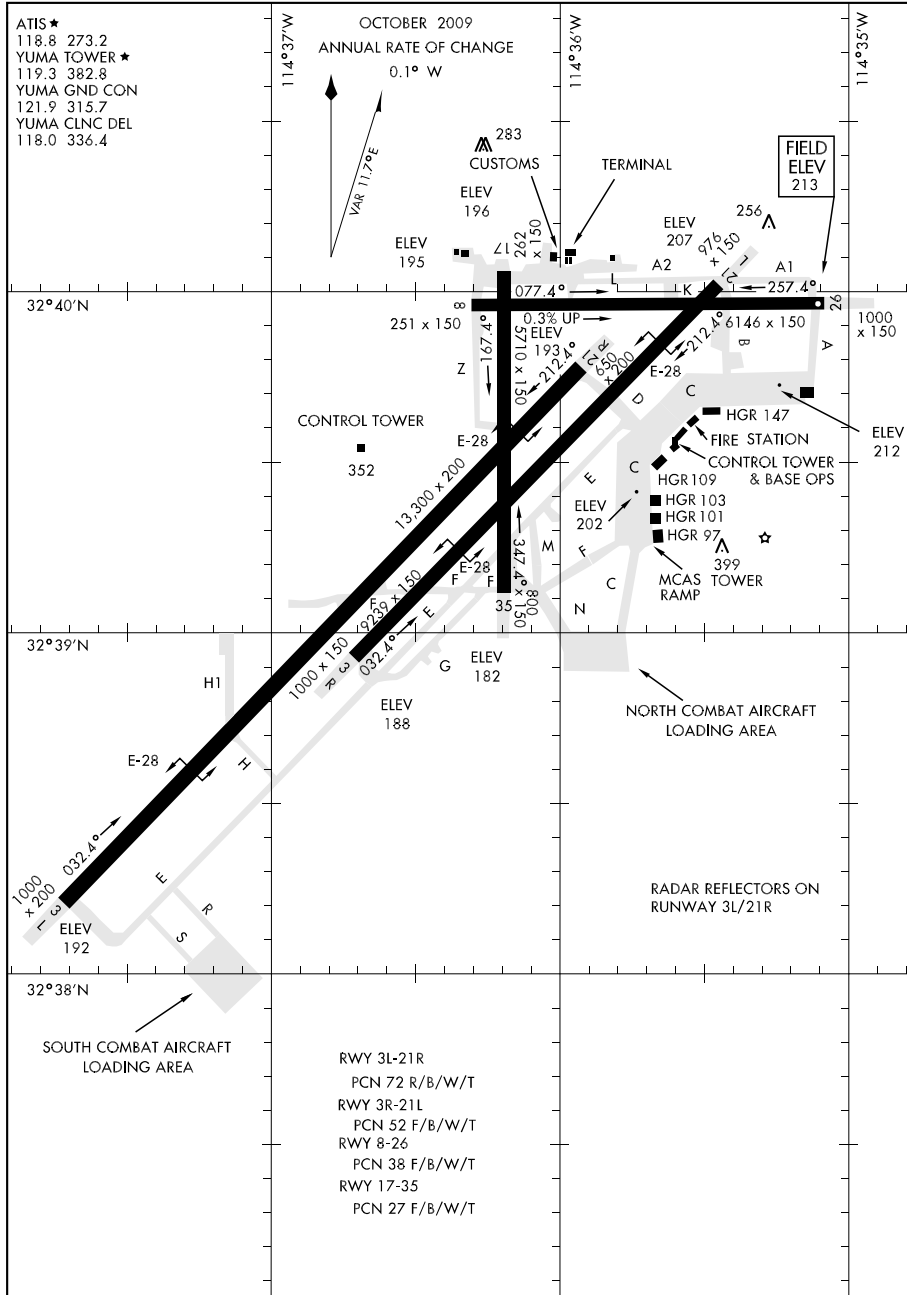 ATIS ★
118.8 273.2
YUMA TOWER ★
119.3 382.8
YUMA GND CON
121.9 315.7
YUMA CLNC DEL
118.0 336.4
OCTOBER 2009
ANNUAL RATE OF CHANGE
0.1° W
VAR 11.7°E
114°37'W
114°36'W
114°35'W
283
CUSTOMS
TERMINAL
FIELD
ELEV
213
ELEV
196
ELEV
195
17
262
x 150
ELEV
207
976
x 150
256
21 L
L
A2
A1
K
32°40'N
8
077.4°
257.4°
26
251 x 150
0.3% UP
6146 x 150
1000
x 150
ELEV
193
167.4°
5710 x 150
212.4°
21 R
650
x 200
212.4°
E-28
Z
B
A
D
C
HGR 147
FIRE STATION
CONTROL TOWER
& BASE OPS
ELEV
212
CONTROL TOWER
352
E-28
13,300 x 200
E
C
HGR 109
HGR 103
HGR 101
HGR 97
ELEV
202
399
TOWER
MCAS
RAMP
M
F
C
N
E-28
F
F
F
347.4°
35
800
x 150
9239 x 150
E
1000 x 150
032.4°
3 R
32°39'N
G
ELEV
182
ELEV
188
H1
NORTH COMBAT AIRCRAFT
LOADING AREA
E-28
H
032.4°
1000
x 200
3 L
ELEV
192
E
R
S
RADAR REFLECTORS ON
RUNWAY 3L/21R
32°38'N
SOUTH COMBAT AIRCRAFT
LOADING AREA
RWY 3L-21R
PCN 72 R/B/W/T
RWY 3R-21L
PCN 52 F/B/W/T
RWY 8-26
PCN 38 F/B/W/T
RWY 17-35
PCN 27 F/B/W/T